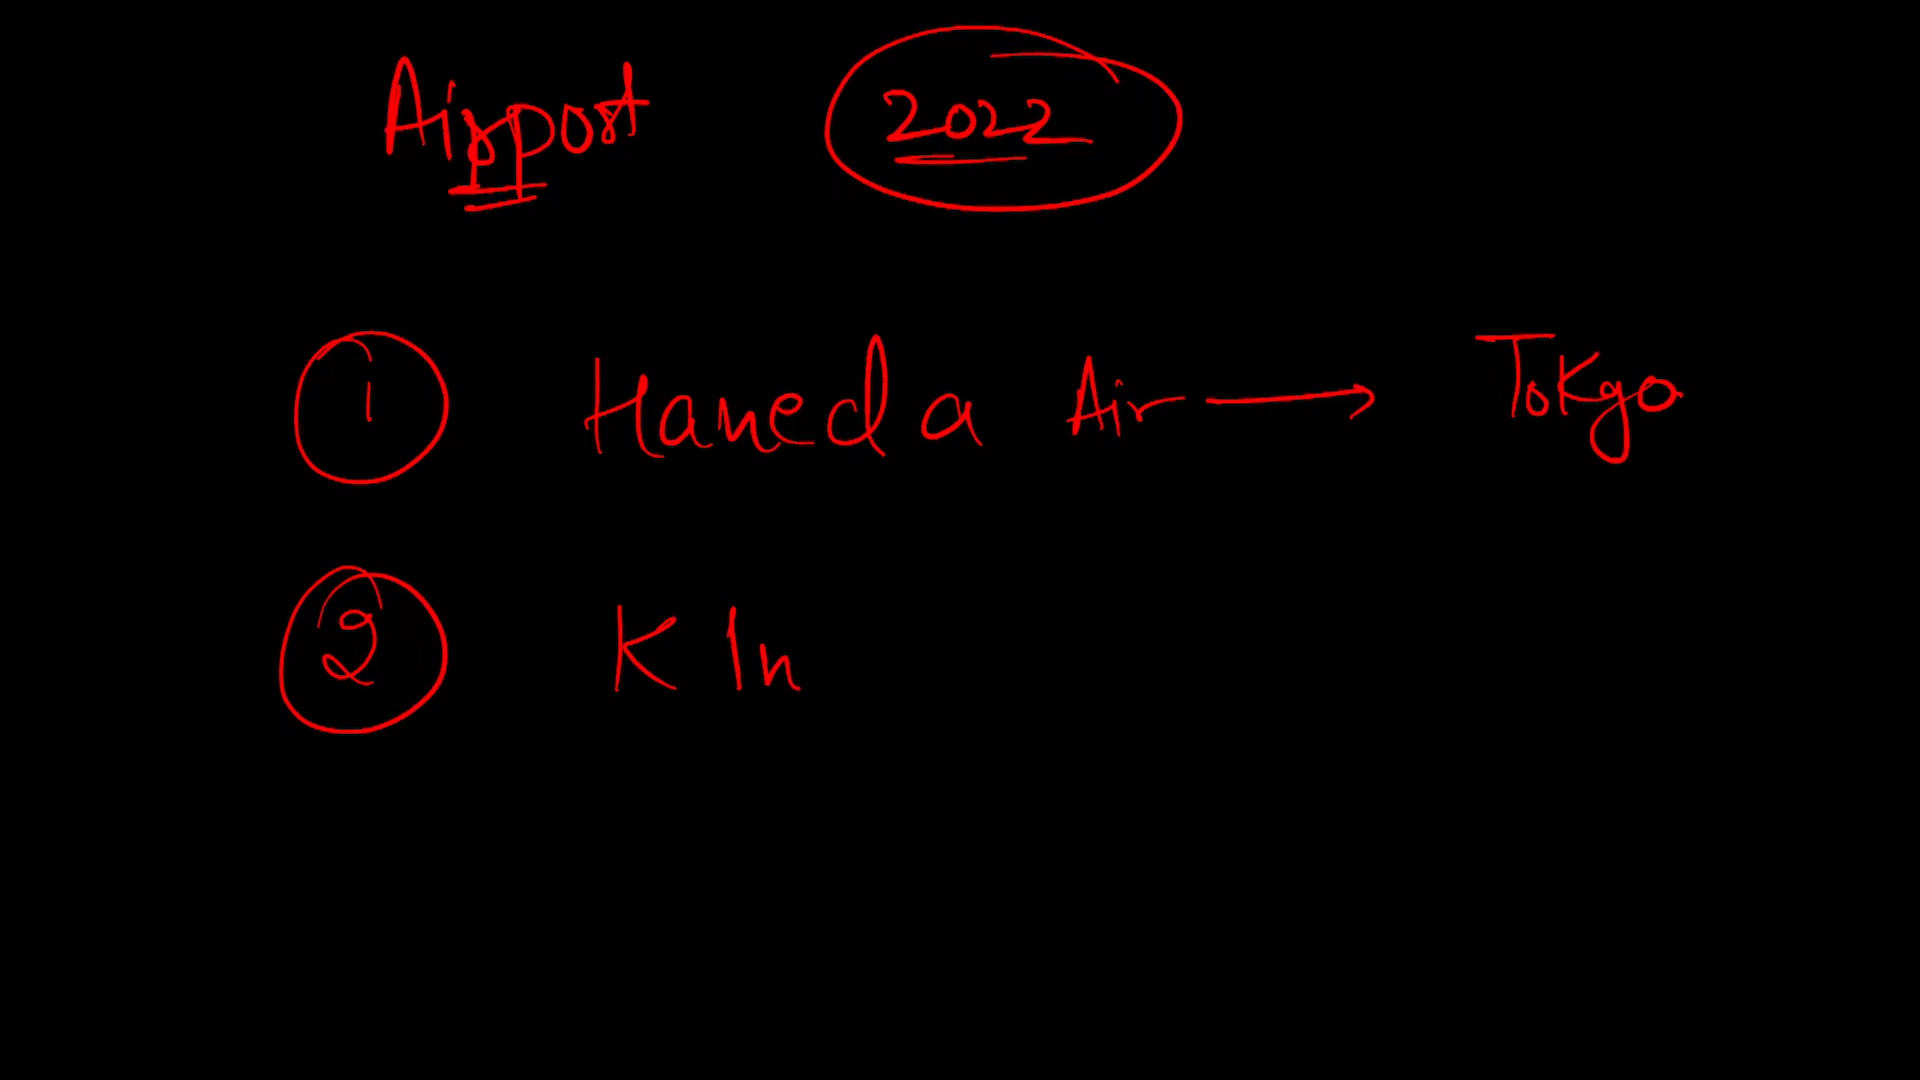 Airport 2022
1 Haneda Air → Tokyo
2 K In